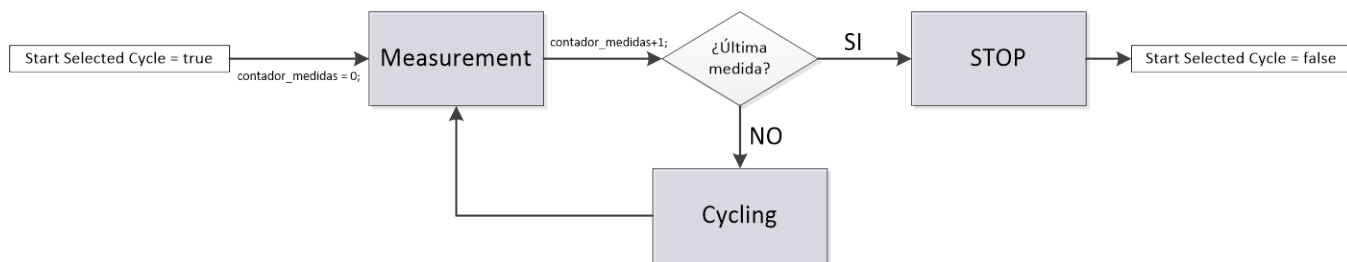 Start Selected Cycle = true
contador_medidas = 0;
Measurement
contador_medidas+1;
¿Última
medida?
SI
STOP
Start Selected Cycle = false
NO
Cycling